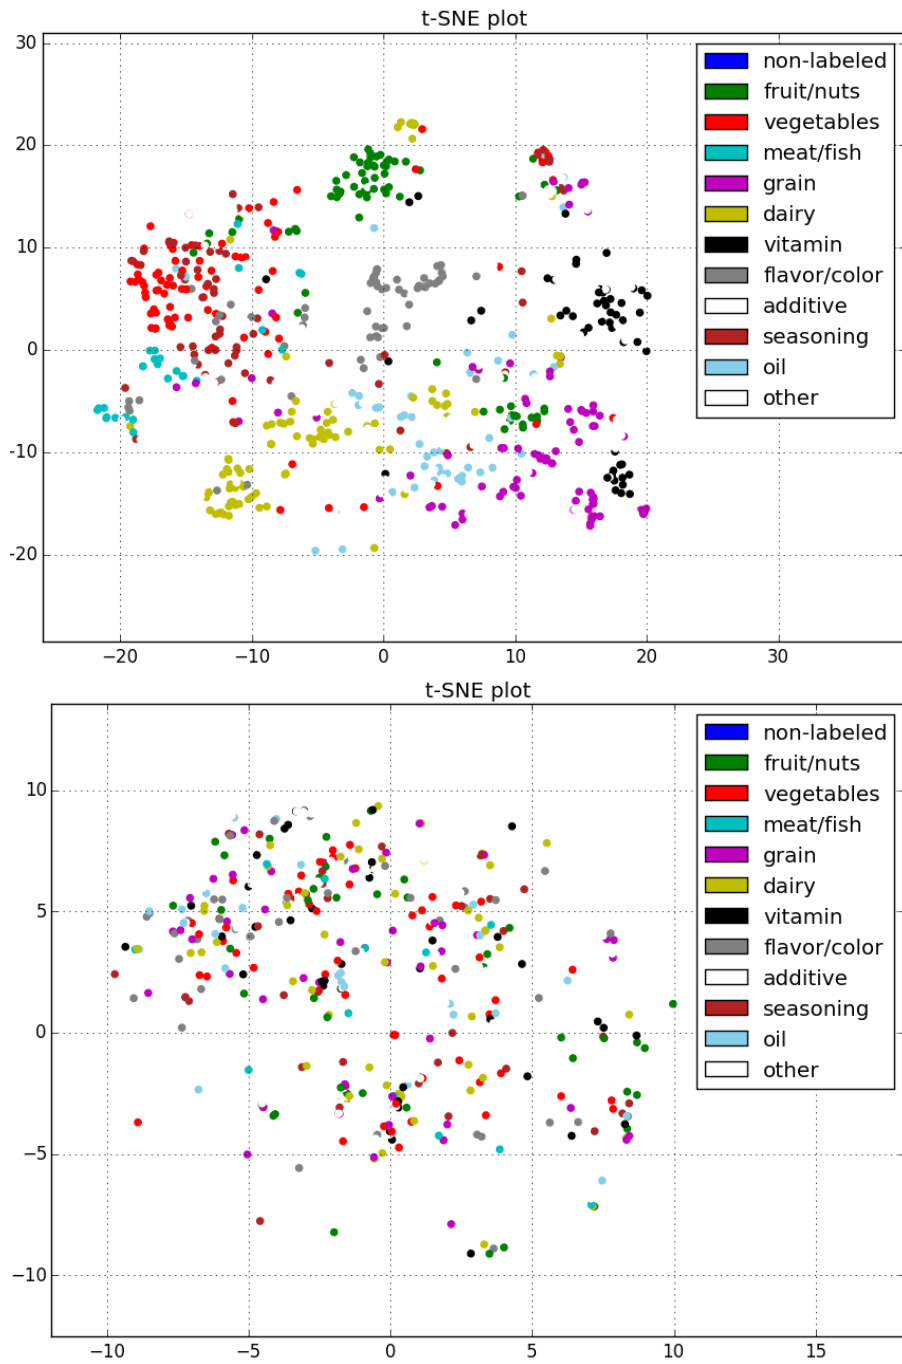 t-SNE plot
30
20
10
0
-10
-20
−20
−10
0
10
20
30
non-labeled
fruit/nuts
vegetables
meat/fish
grain
dairy
vitamin
flavor/color
additive
seasoning
oil
other
t-SNE plot
10
5
0
−5
−10
−10
−5
0
5
10
15
non-labeled
fruit/nuts
vegetables
meat/fish
grain
dairy
vitamin
flavor/color
additive
seasoning
oil
other